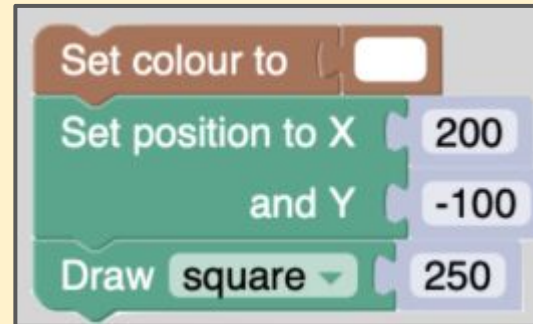 Set colour to
Set position to X 200
and Y -100
Draw square 250